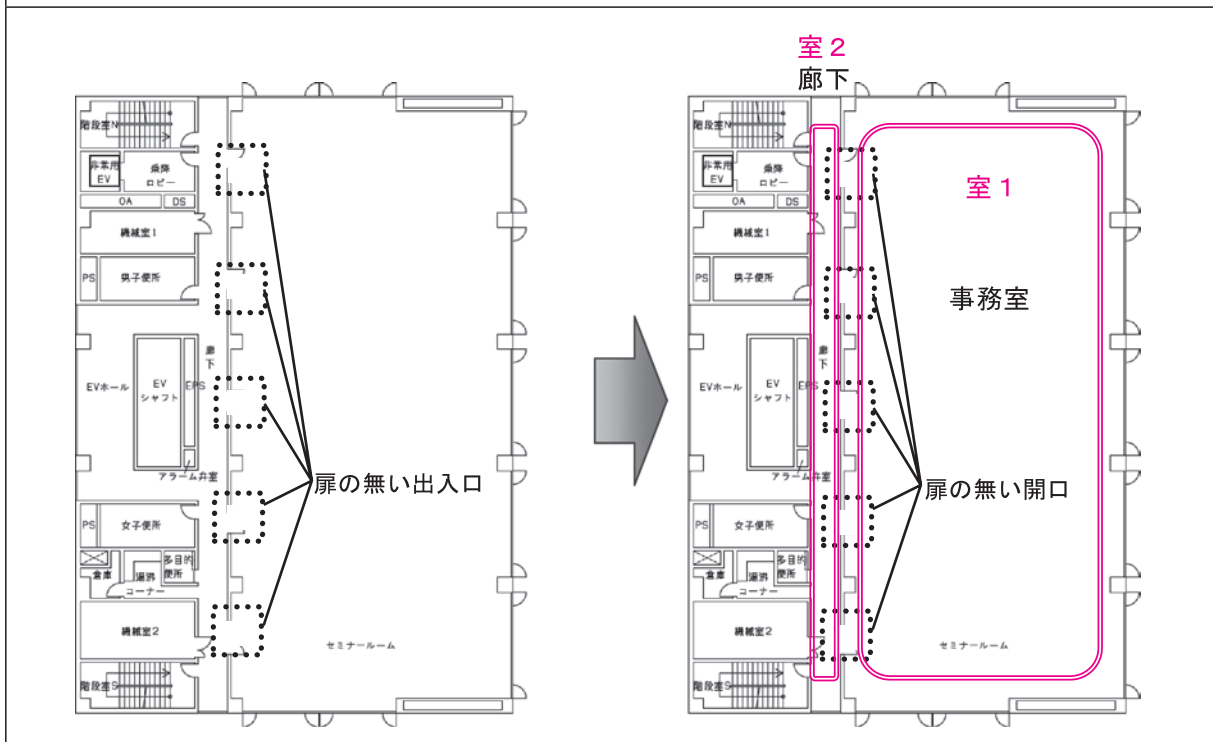 階段室N
非常用
EV
乗降
ロビー
OA
DS
機械室1
PS
男子便所
廊
下
EVホール
EV
シャフト
EPS
アラーム弁室
扉の無い出入口
PS
女子便所
倉庫
湯沸
コーナー
多目的
便所
機械室2
セミナールーム
階段室S
室2
廊下
階段室N
非常用
EV
乗降
ロビー
OA
DS
室1
機械室1
PS
男子便所
事務室
廊
下
EVホール
EV
シャフト
EPS
アラーム弁室
扉の無い開口
PS
女子便所
倉庫
湯沸
コーナー
多目的
便所
機械室2
セミナールーム
階段室S